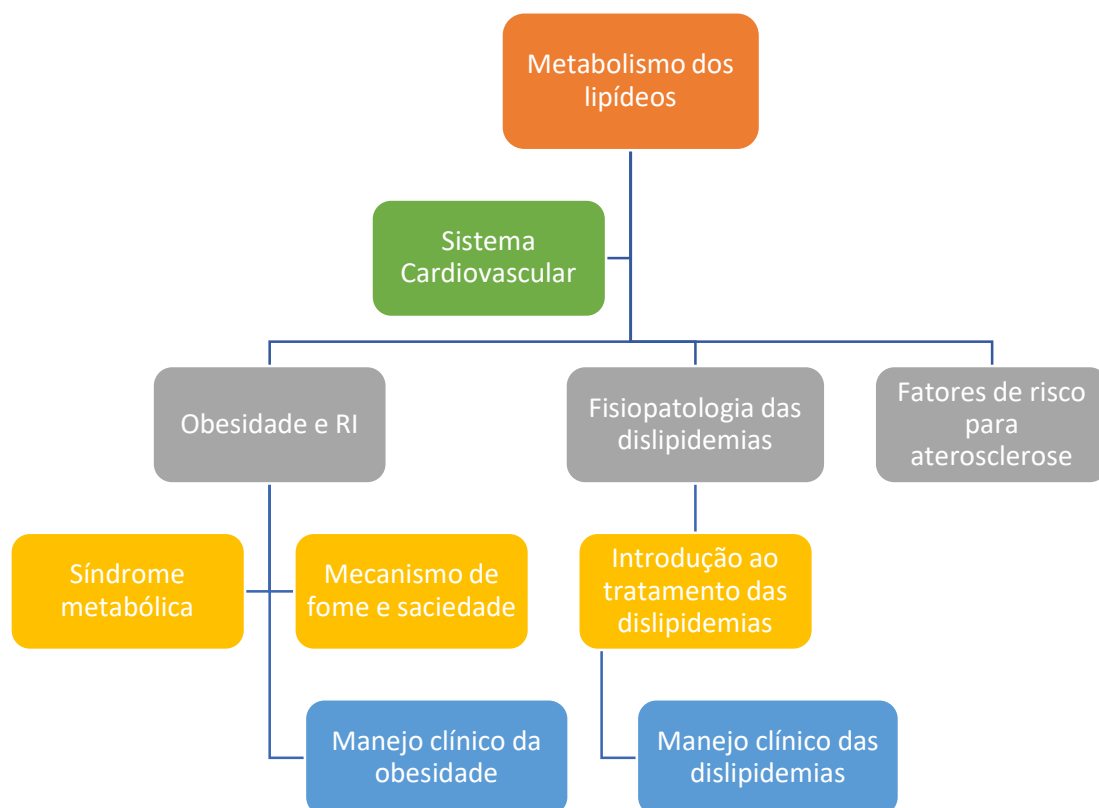 Metabolismo dos
lipídeos
Sistema
Cardiovascular
Obesidade e RI
Fisiopatologia das
dislipidemias
Fatores de risco
para
aterosclerose
Síndrome
metabólica
Mecanismo de
fome e saciedade
Introdução ao
tratamento das
dislipidemias
Manejo clínico da
obesidade
Manejo clínico das
dislipidemias